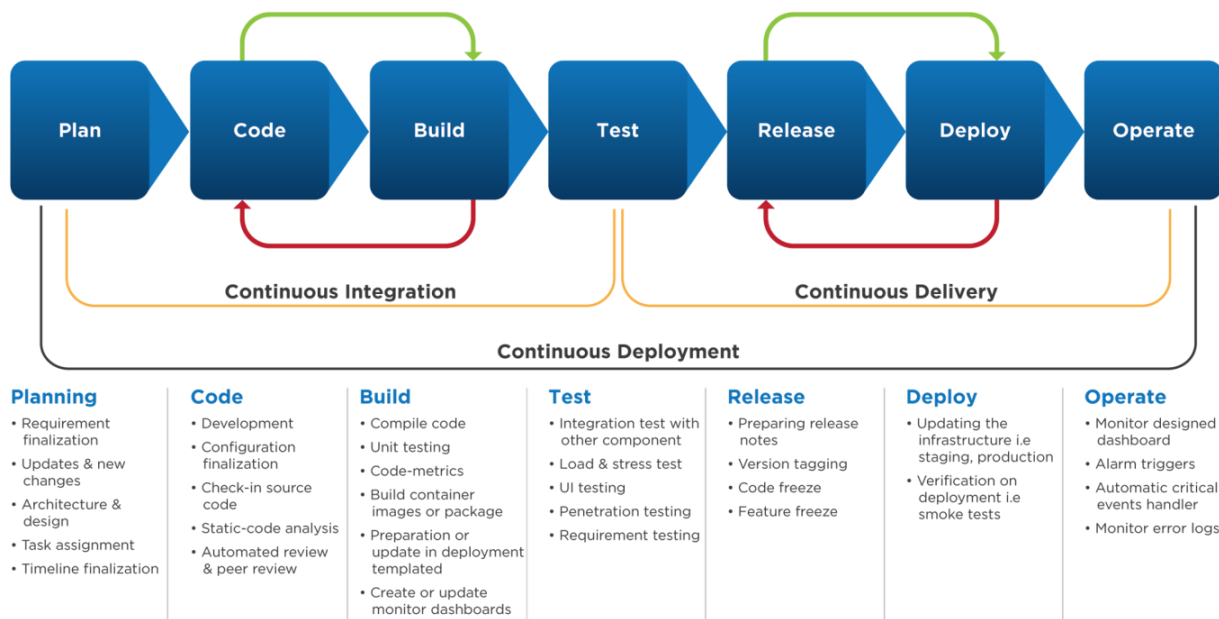 Plan
Code
Build
Test
Release
Deploy
Operate
Continuous Integration
Continuous Delivery
Continuous Deployment
Planning
• Requirement
finalization
• Updates & new
changes
• Architecture &
design
• Task assignment
• Timeline finalization
Code
• Development
• Configuration
finalization
• Check-in source
code
• Static-code analysis
• Automated review
& peer review
Build
• Compile code
• Unit testing
• Code-metrics
• Build container
images or package
• Preparation or
update in deployment
templated
• Create or update
monitor dashboards
Test
• Integration test with
other component
• Load & stress test
• UI testing
• Penetration testing
• Requirement testing
Release
• Preparing release
notes
• Version tagging
• Code freeze
• Feature freeze
Deploy
• Updating the
infrastructure i.e
staging, production
• Verification on
deployment i.e
smoke tests
Operate
• Monitor designed
dashboard
• Alarm triggers
• Automatic critical
events handler
• Monitor error logs